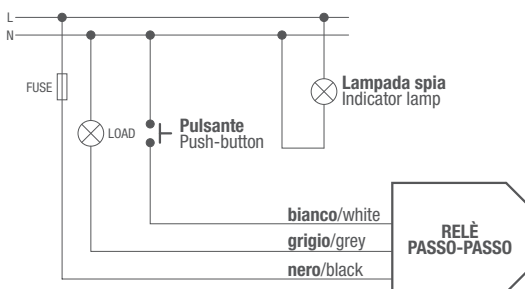 L
N
FUSE
LOAD
Pulsante
Push-button
Lampada spia
Indicator lamp
bianco/white
grigio/grey
nero/black
RELÈ
PASSO-PASSO